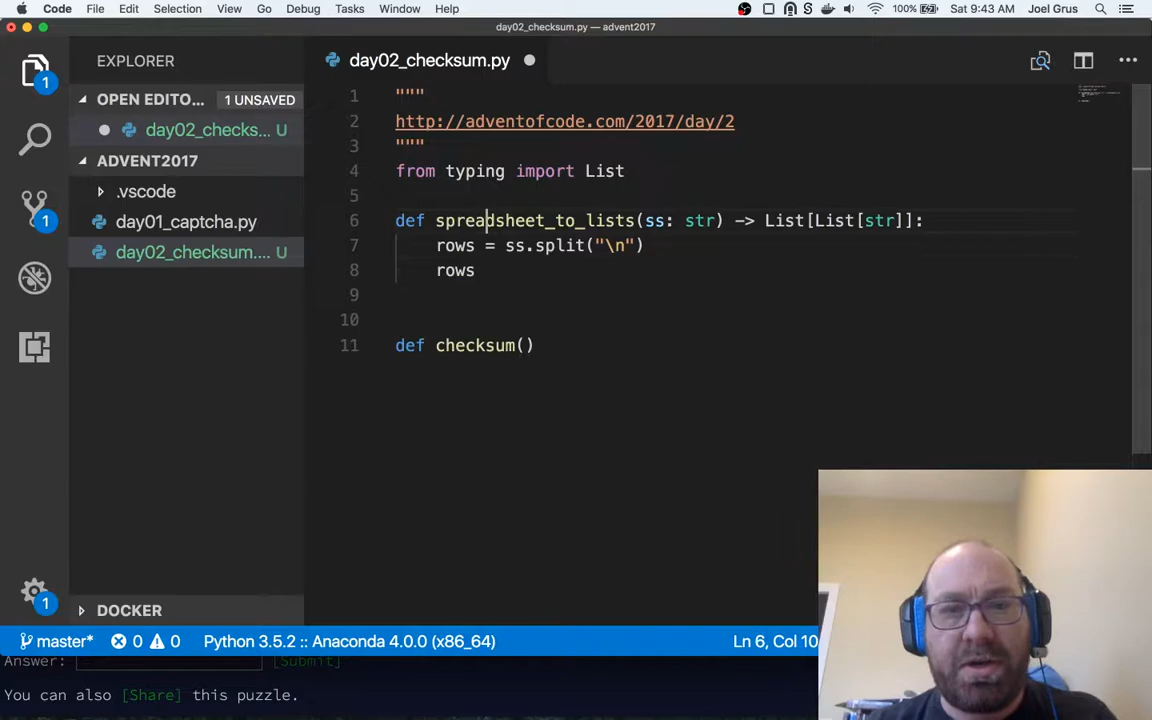 Code File Edit Selection View Go Debug Tasks Window Help 100% Sat 9:43 AM Joel Grus
day02_checksum.py — advent2017
EXPLORER
day02_checksum.py
OPEN EDITO... 1 UNSAVED
day02_checks... U
ADVENT2017
.vscode
day01_captcha.py
day02_checksum.... U
DOCKER
1
1
1
1 """
2 http://adventofcode.com/2017/day/2
3 """
4 from typing import List
5
6 def spreadsheet_to_lists(ss: str) -> List[List[str]]:
7 rows = ss.split("\n")
8 rows
9
10
11 def checksum()
master* 0 0 Python 3.5.2 :: Anaconda 4.0.0 (x86_64) Ln 6, Col 10
Answer: [Submit]
You can also [Share] this puzzle.